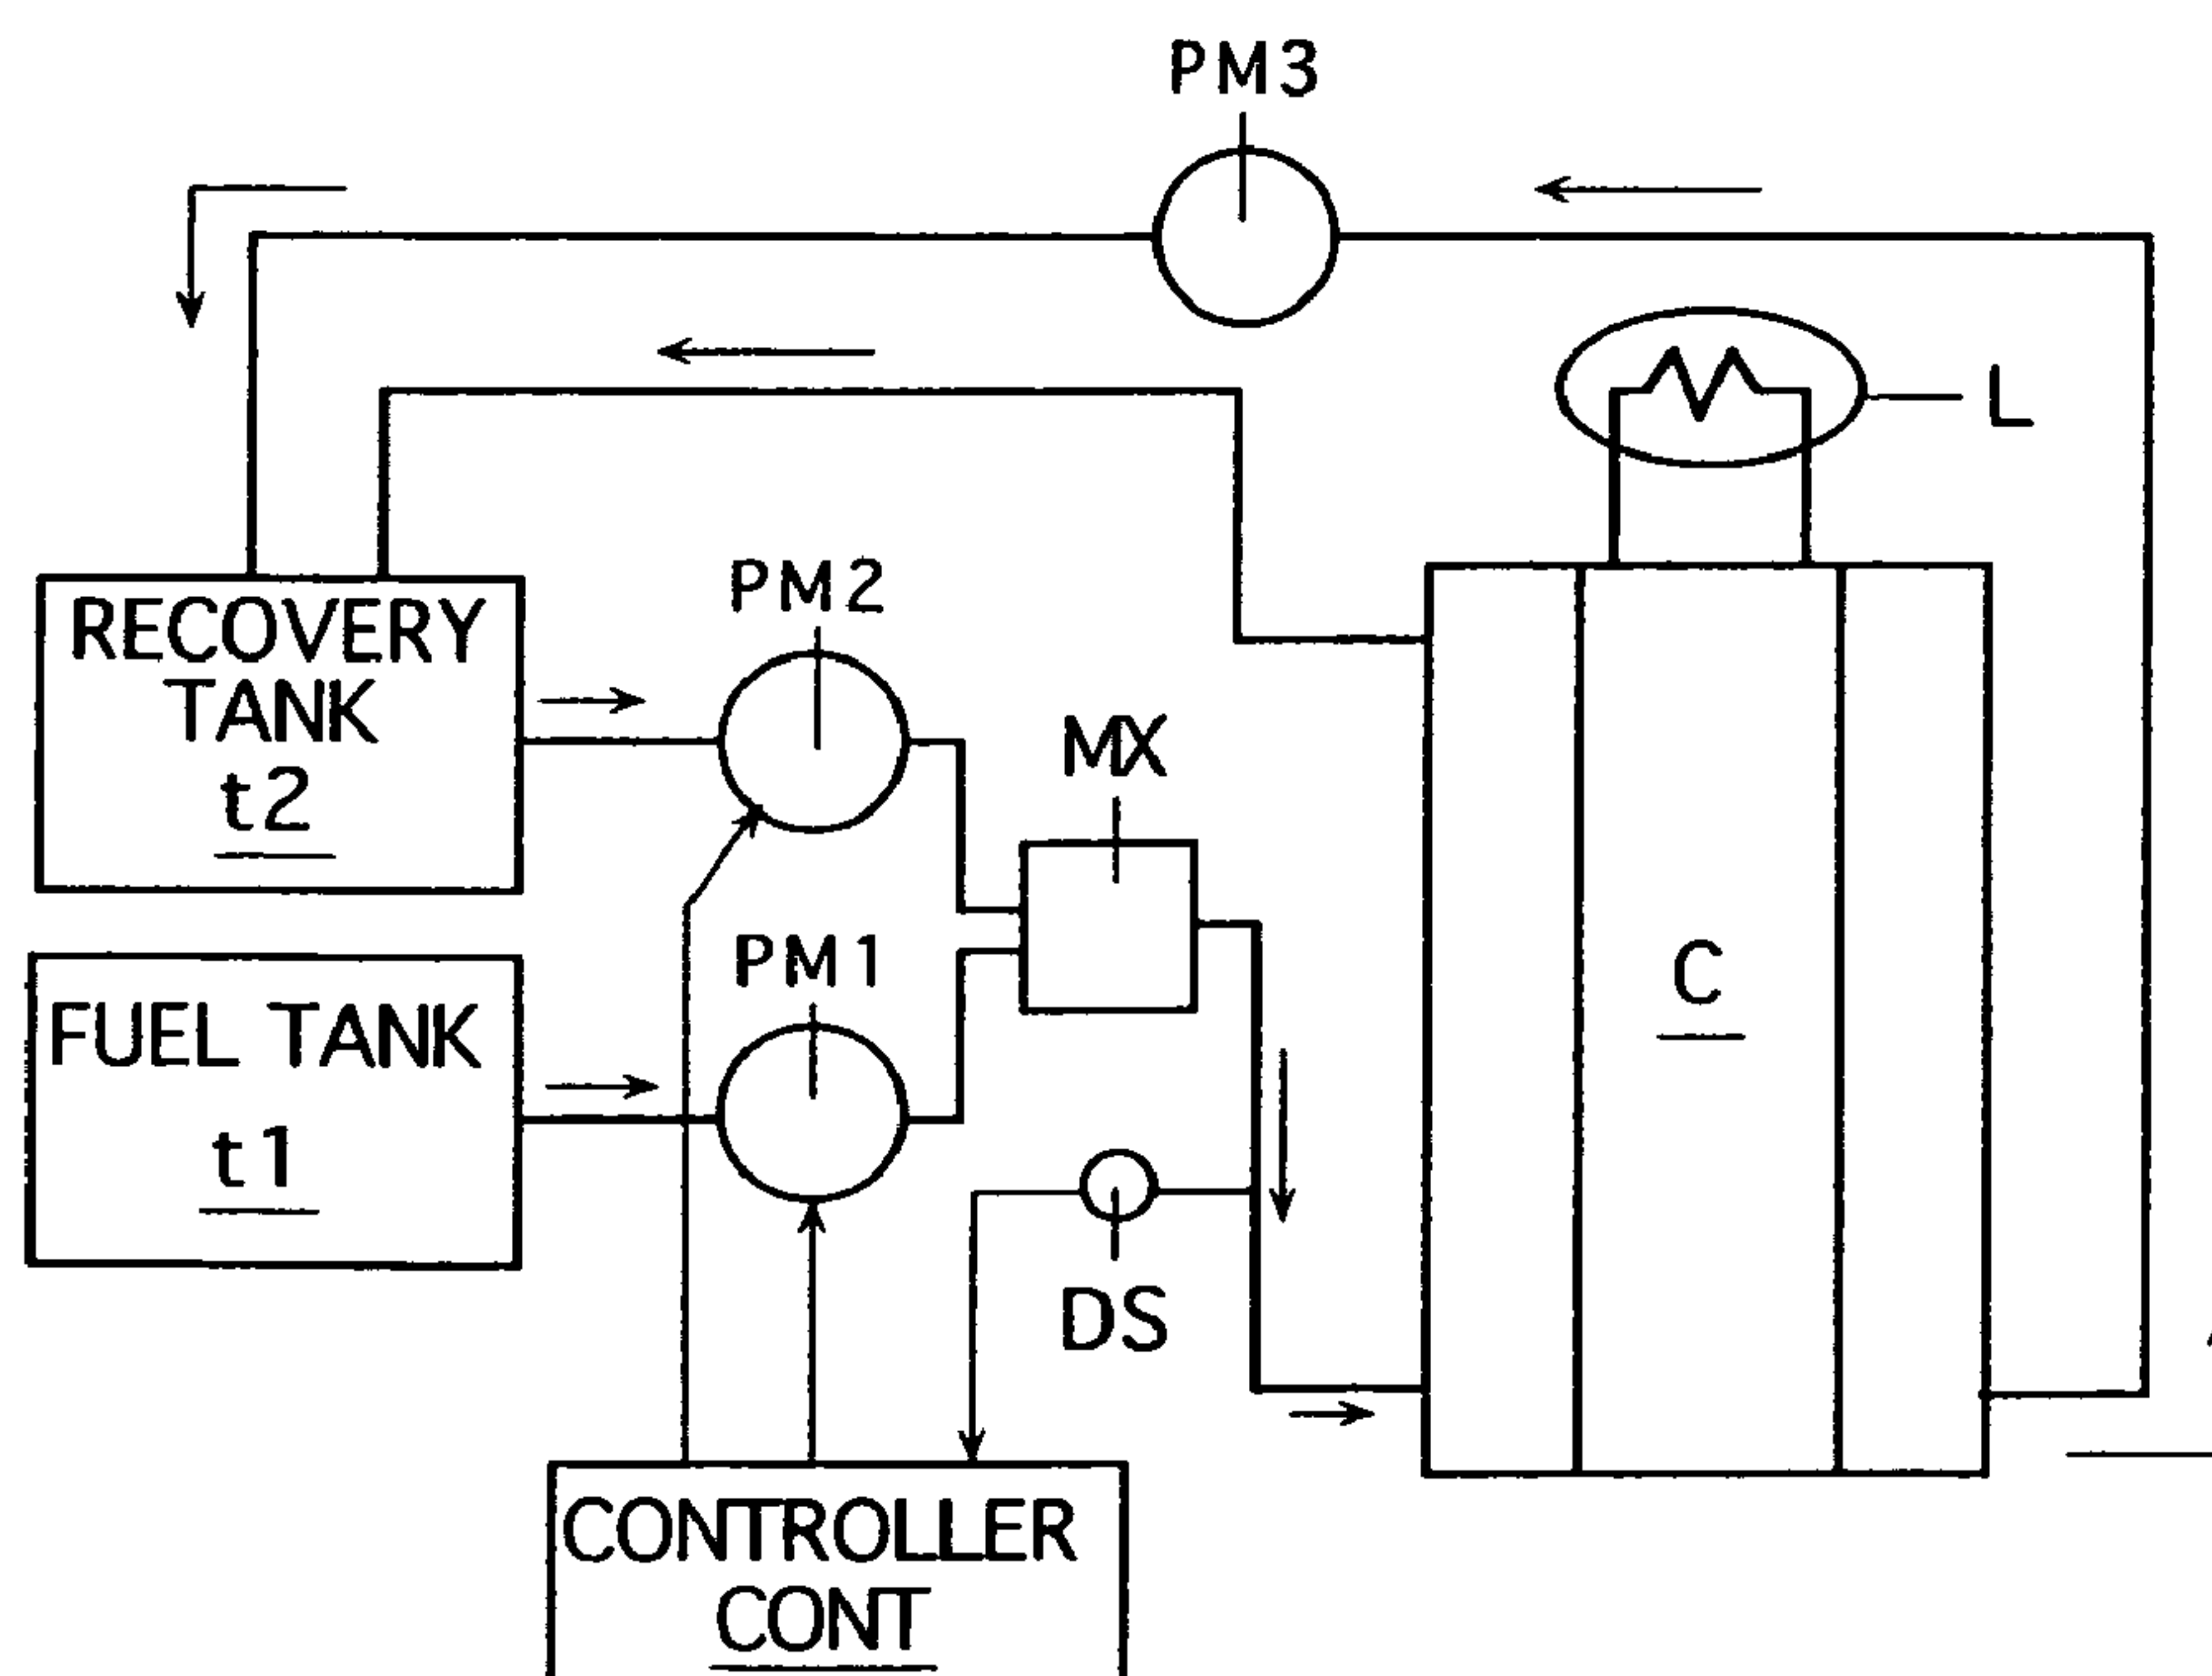 PM3
L
RECOVERY
TANK
t2
PM2
MX
FUEL TANK
t1
PM1
C
DS
CONTROLLER
CONT